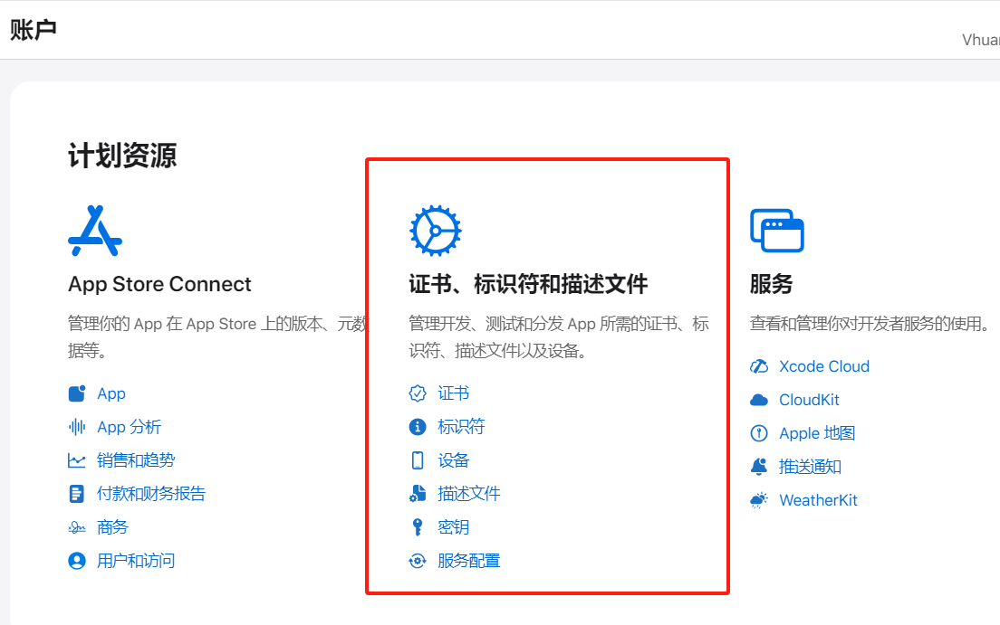 账户
Vhuar
计划资源
App Store Connect
管理你的 App 在 App Store 上的版本、元数
据等。
App
App 分析
销售和趋势
付款和财务报告
商务
用户和访问
证书、标识符和描述文件
管理开发、测试和分发 App 所需的证书、标
识符、描述文件以及设备。
证书
标识符
设备
描述文件
密钥
服务配置
服务
查看和管理你对开发者服务的使用。
Xcode Cloud
CloudKit
Apple 地图
推送通知
WeatherKit